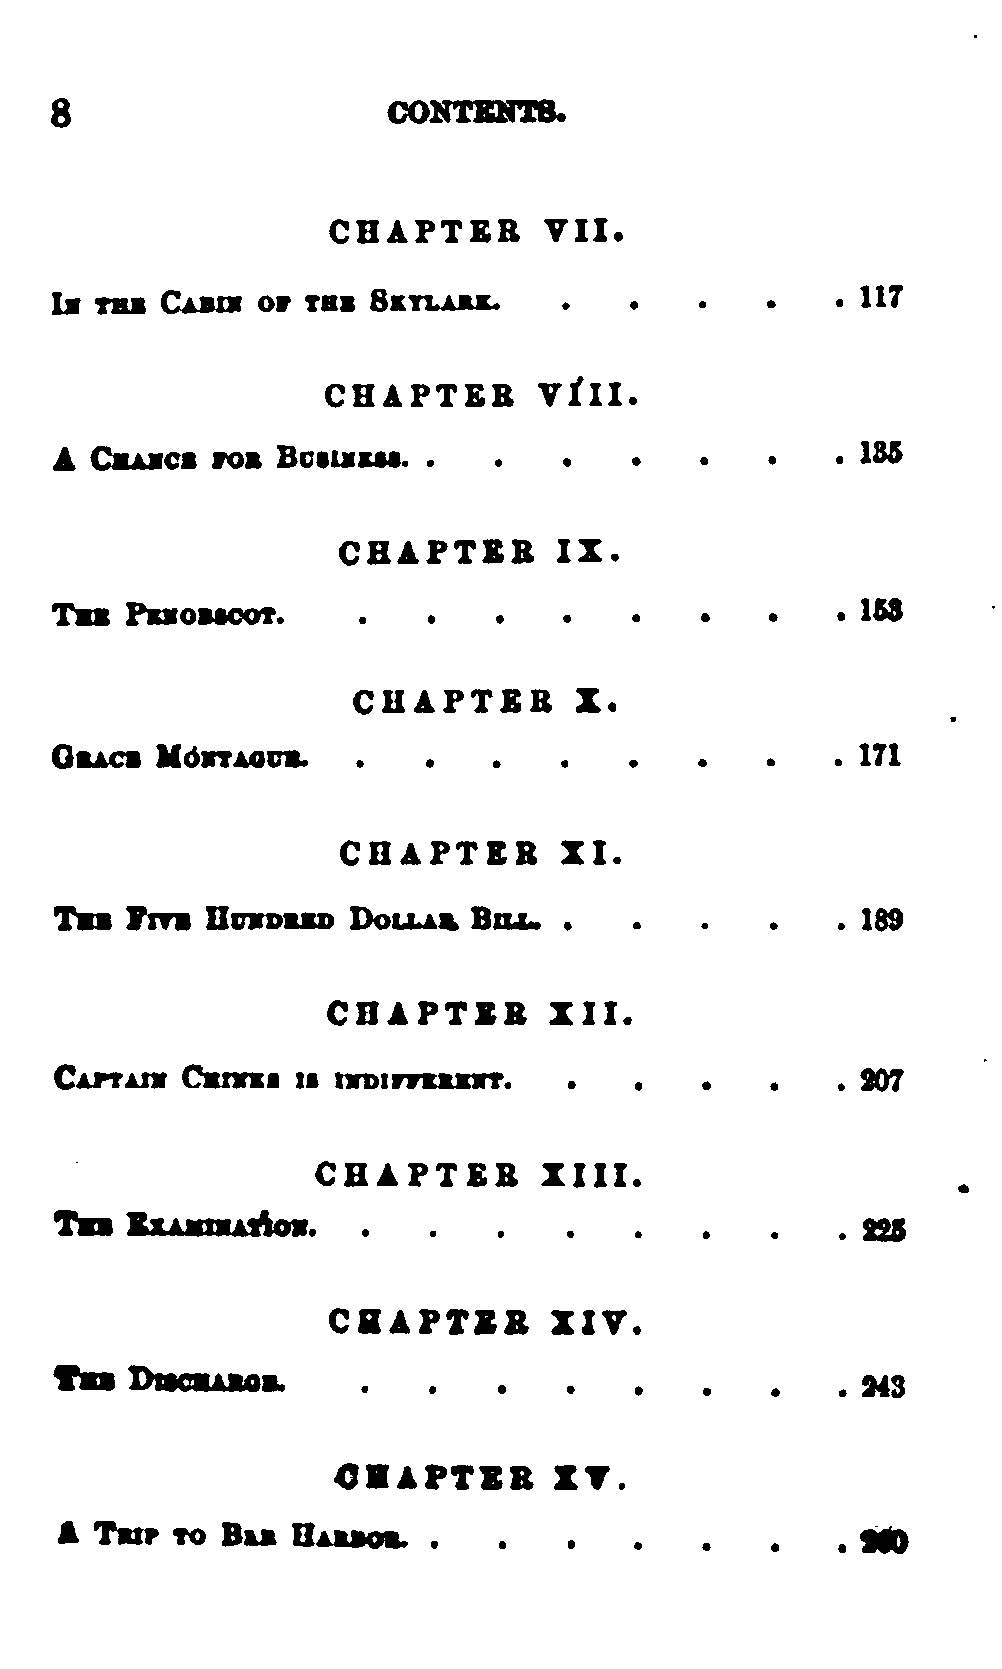 8 CONTENTS.
CHAPTER VII.
IN THE CABIN OF THE SKYLARK. . . . . . 117
CHAPTER VIII.
A CHANCE FOR BUSINESS. . . . . . . . 135
CHAPTER IX.
THE PENOBSCOT. . . . . . . . . 153
CHAPTER X.
GRACE MONTAGUE. . . . . . . . . 171
CHAPTER XI.
THE FIVE HUNDRED DOLLAR BILL. . . . . . 189
CHAPTER XII.
CAPTAIN CHINKS IS INDIFFERENT. . . . . . 207
CHAPTER XIII.
THE EXAMINATION. . . . . . . . . 225
CHAPTER XIV.
THE DISCHARGE. . . . . . . . . 243
CHAPTER XV.
A TRIP TO BAR HARBOR. . . . . . . .